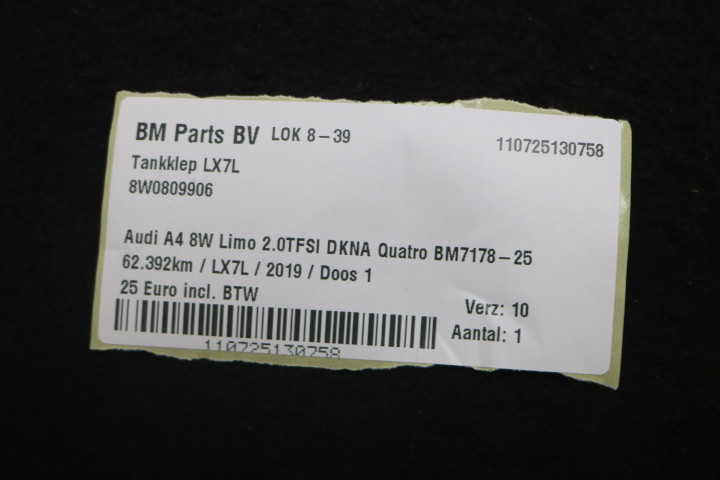 BM Parts BV LOK 8-39
110725130758
Tankklep LX7L
8W0809906
Audi A4 8W Limo 2.0TFSI DKNA Quatro BM7178-25
62.392km / LX7L / 2019 / Doos 1
25 Euro incl. BTW
Verz: 10
Aantal: 1
110725130758